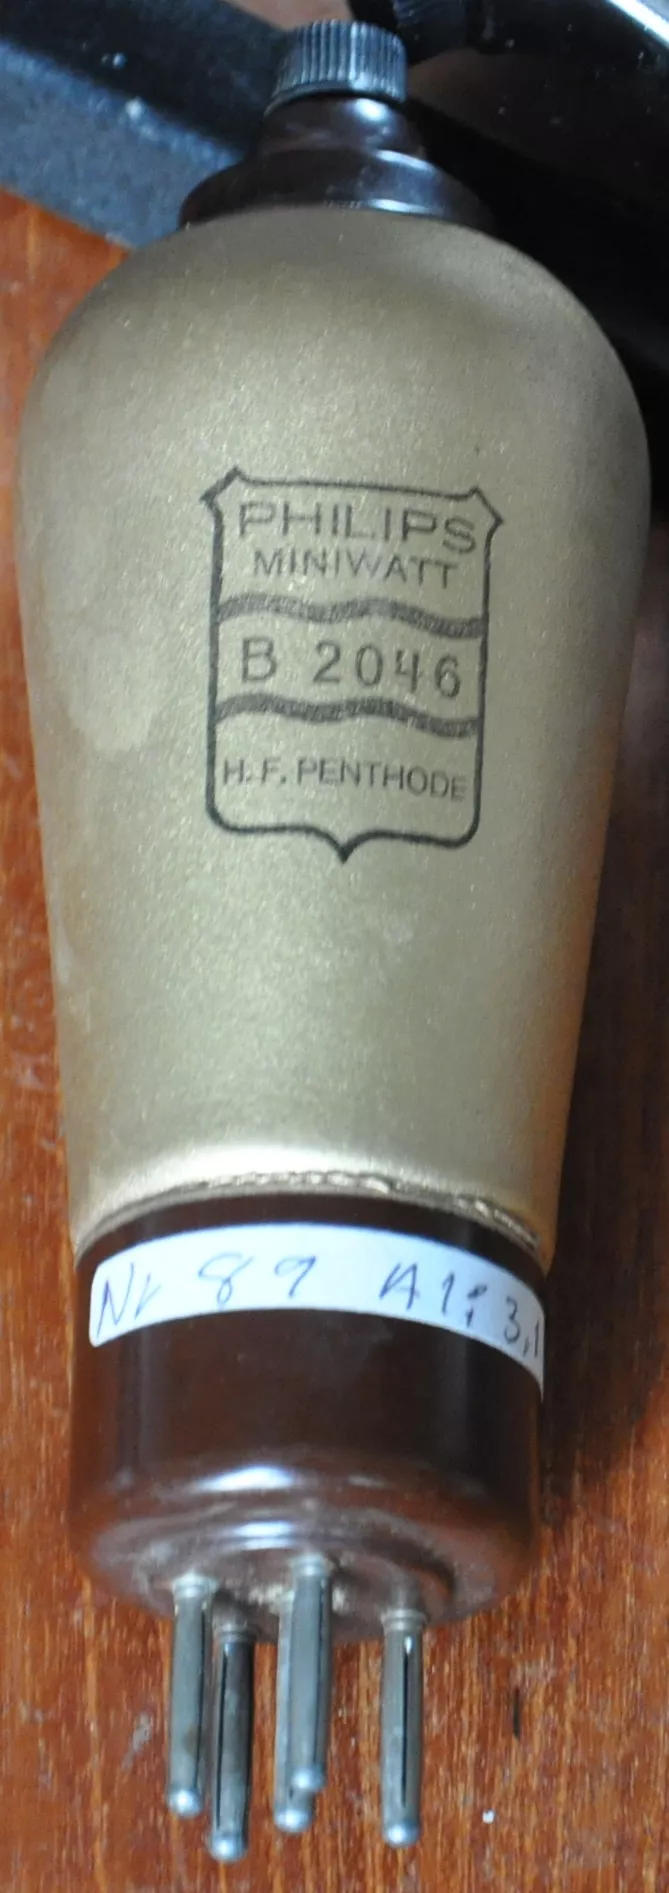 PHILIPS
MINIWATT
B 2046
H.F. PENTHODE
Nr 89 A1: 3,1